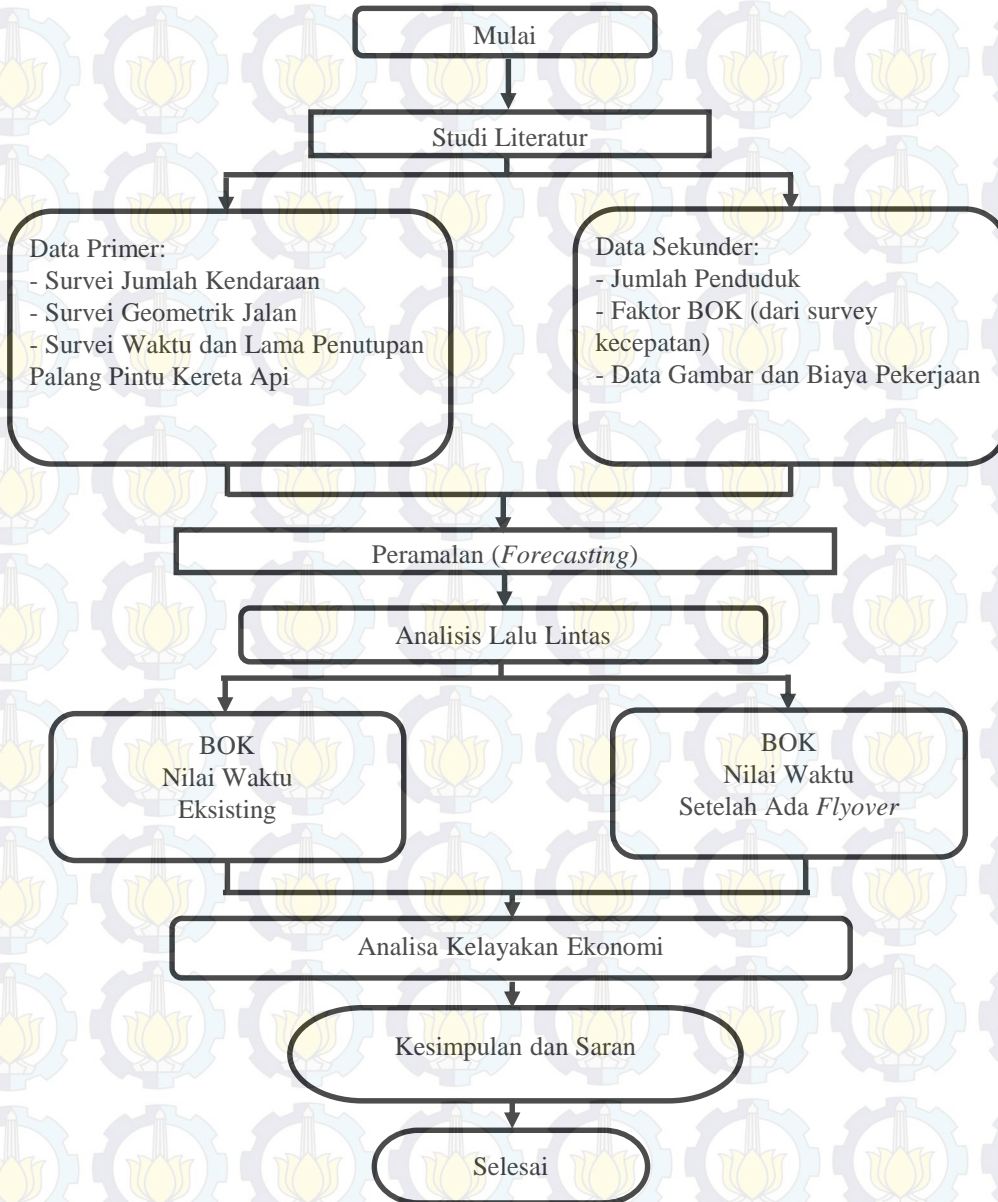 Mulai
Studi Literatur
Data Primer:
- Survei Jumlah Kendaraan
- Survei Geometrik Jalan
- Survei Waktu dan Lama Penutupan
Palang Pintu Kereta Api
Data Sekunder:
- Jumlah Penduduk
- Faktor BOK (dari survey
kecepatan)
- Data Gambar dan Biaya Pekerjaan
Peramalan (Forecasting)
Analisis Lalu Lintas
BOK
Nilai Waktu
Eksisting
BOK
Nilai Waktu
Setelah Ada Flyover
Analisa Kelayakan Ekonomi
Kesimpulan dan Saran
Selesai